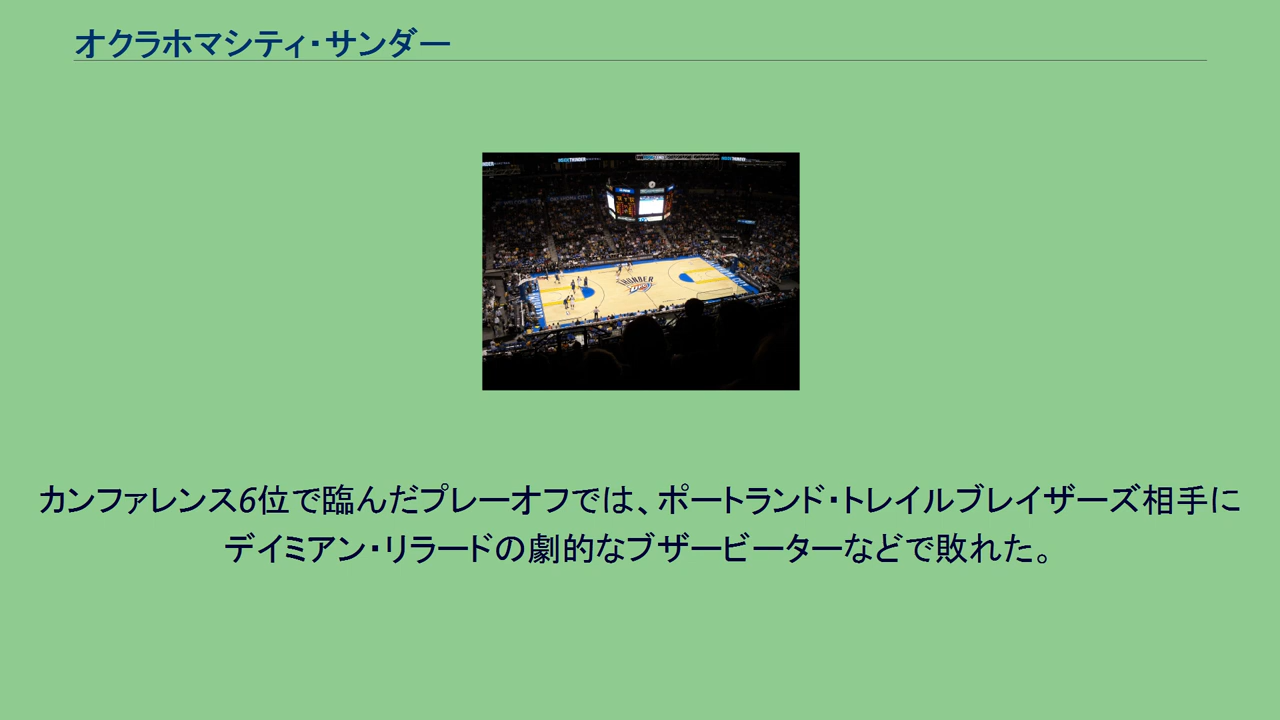 オクラホマシティ・サンダー
THUNDER
カンファレンス6位で臨んだプレーオフでは、ポートランド・トレイルブレイザーズ相手に
デイミアン・リラードの劇的なブザービーターなどで敗れた。